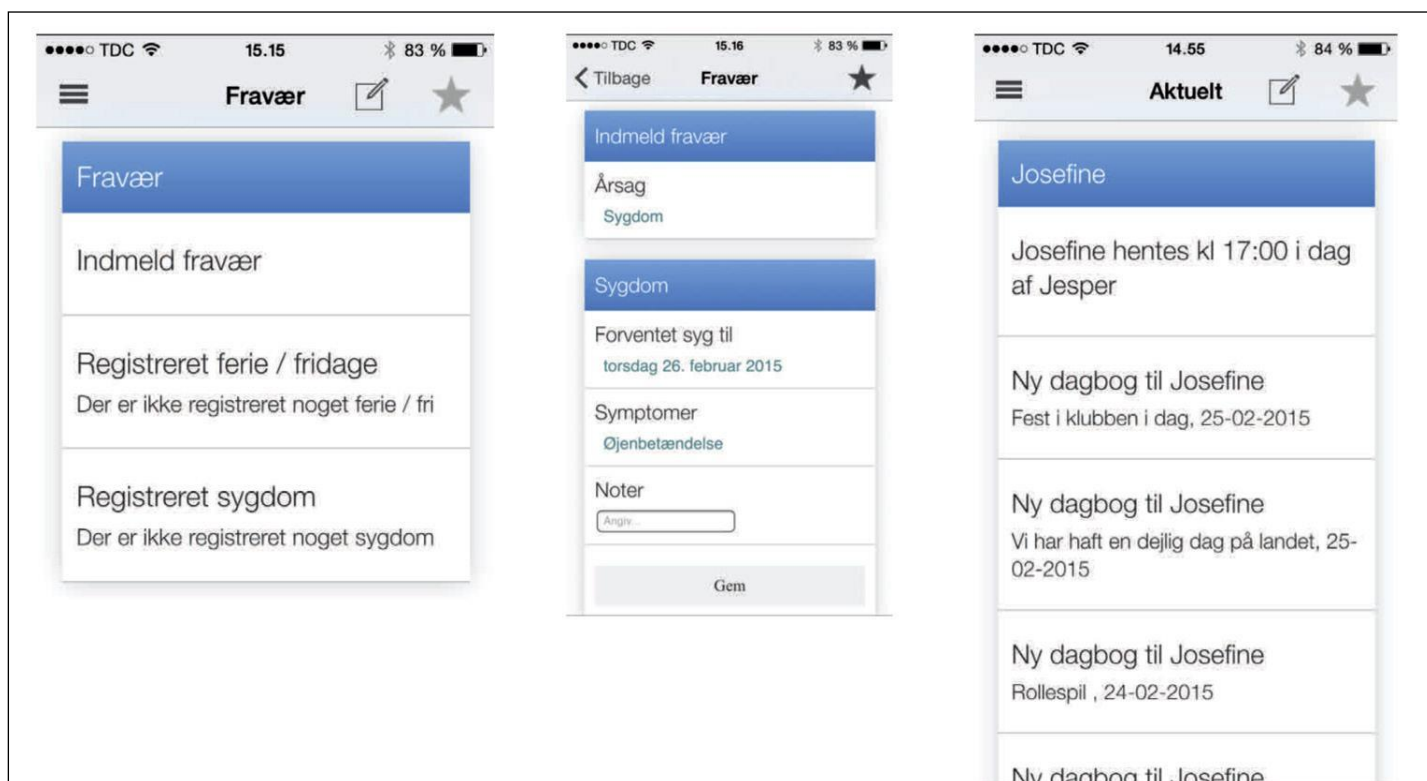 TDC 15.15 83 %
Fravær
Fravær
Indmeld fravær
Registreret ferie / fridage
Der er ikke registreret noget ferie / fri
Registreret sygdom
Der er ikke registreret noget sygdom
TDC 15.16 83 %
Tilbage Fravær
Indmeld fravær
Årsag
Sygdom
Sygdom
Forventet syg til
torsdag 26. februar 2015
Symptomer
Øjenbetændelse
Noter
Angiv...
Gem
TDC 14.55 84 %
Aktuelt
Josefine
Josefine hentes kl 17:00 i dag
af Jesper
Ny dagbog til Josefine
Fest i klubben i dag, 25-02-2015
Ny dagbog til Josefine
Vi har haft en dejlig dag på landet, 25-
02-2015
Ny dagbog til Josefine
Rollespil , 24-02-2015
Ny dagbog til Josefine